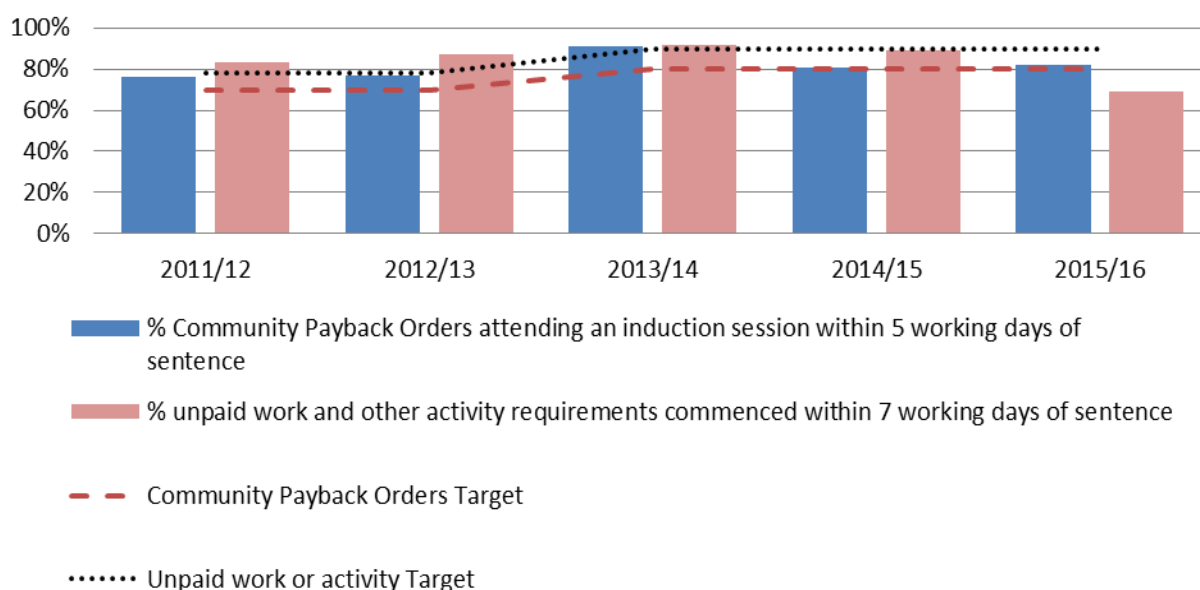 100%
80%
60%
40%
20%
0%
2011/12 2012/13 2013/14 2014/15 2015/16
% Community Payback Orders attending an induction session within 5 working days of
sentence
% unpaid work and other activity requirements commenced within 7 working days of sentence
Community Payback Orders Target
Unpaid work or activity Target